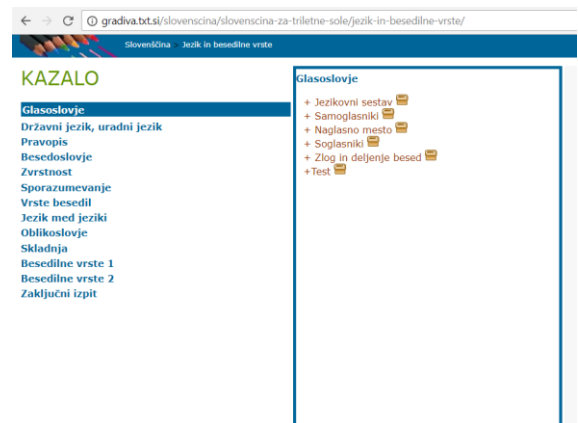 gradiva.txt.si/slovenscina/slovenscina-za-triletne-sole/jezik-in-besedilne-vrste/
Slovenščina > Jezik in besedilne vrste
KAZALO
Glasoslovje
Državni jezik, uradni jezik
Pravopis
Besedoslovje
Zvrstnost
Sporazumevanje
Vrste besedil
Jezik med jeziki
Oblikoslovje
Skladnja
Besedilne vrste 1
Besedilne vrste 2
Zaključni izpit
Glasoslovje
+ Jezikovni sestav
+ Samoglasniki
+ Naglasno mesto
+ Soglasniki
+ Zlog in deljenje besed
+Test